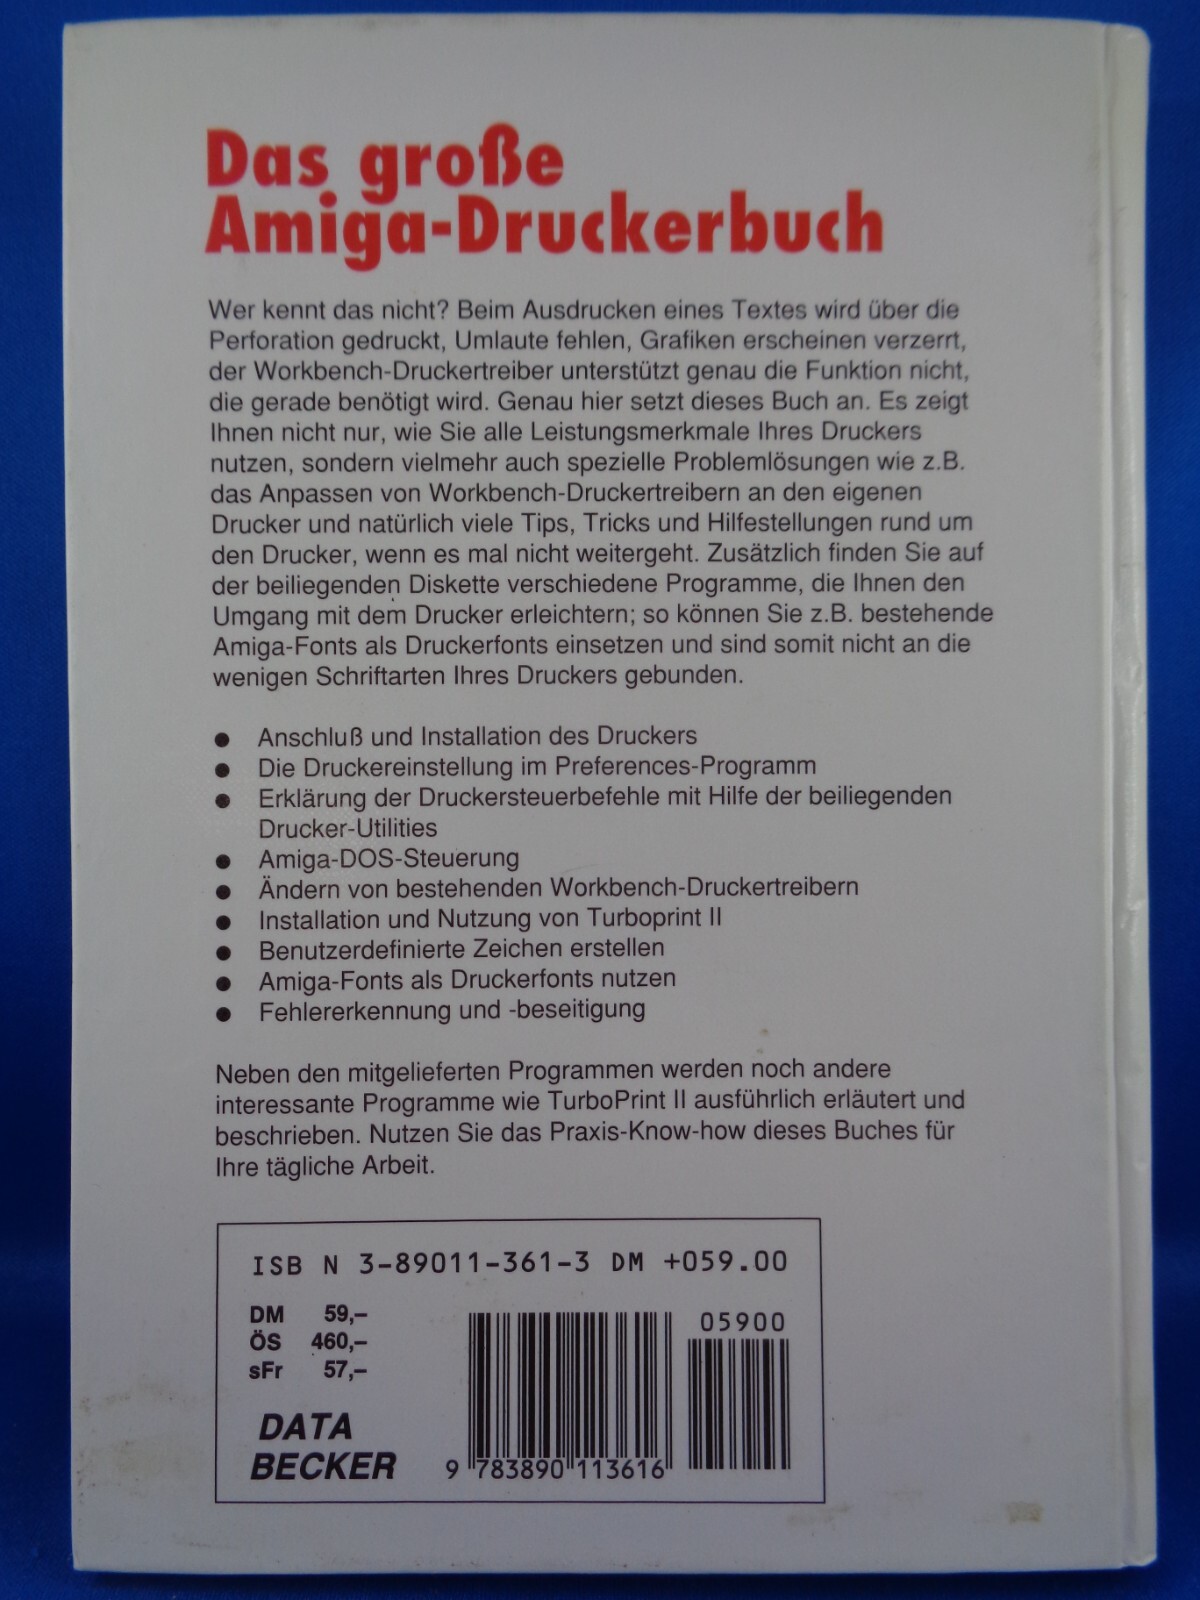 Das große
Amiga-Druckerbuch
Wer kennt das nicht? Beim Ausdrucken eines Textes wird über die
Perforation gedruckt, Umlaute fehlen, Grafiken erscheinen verzerrt,
der Workbench-Druckertreiber unterstützt genau die Funktion nicht,
die gerade benötigt wird. Genau hier setzt dieses Buch an. Es zeigt
Ihnen nicht nur, wie Sie alle Leistungsmerkmale Ihres Druckers
nutzen, sondern vielmehr auch spezielle Problemlösungen wie z.B.
das Anpassen von Workbench-Druckertreibern an den eigenen
Drucker und natürlich viele Tips, Tricks und Hilfestellungen rund um
den Drucker, wenn es mal nicht weitergeht. Zusätzlich finden Sie auf
der beiliegenden Diskette verschiedene Programme, die Ihnen den
Umgang mit dem Drucker erleichtern; so können Sie z.B. bestehende
Amiga-Fonts als Druckerfonts einsetzen und sind somit nicht an die
wenigen Schriftarten Ihres Druckers gebunden.
● Anschluß und Installation des Druckers
● Die Druckereinstellung im Preferences-Programm
● Erklärung der Druckersteuerbefehle mit Hilfe der beiliegenden
Drucker-Utilities
● Amiga-DOS-Steuerung
● Ändern von bestehenden Workbench-Druckertreibern
● Installation und Nutzung von Turboprint II
● Benutzerdefinierte Zeichen erstellen
● Amiga-Fonts als Druckerfonts nutzen
● Fehlererkennung und -beseitigung
Neben den mitgelieferten Programmen werden noch andere
interessante Programme wie TurboPrint II ausführlich erläutert und
beschrieben. Nutzen Sie das Praxis-Know-how dieses Buches für
Ihre tägliche Arbeit.
ISB N 3-89011-361-3 DM +059.00
DM 59,–
ÖS 460,–
sFr 57,–
05900
DATA
BECKER
9 783890 113616